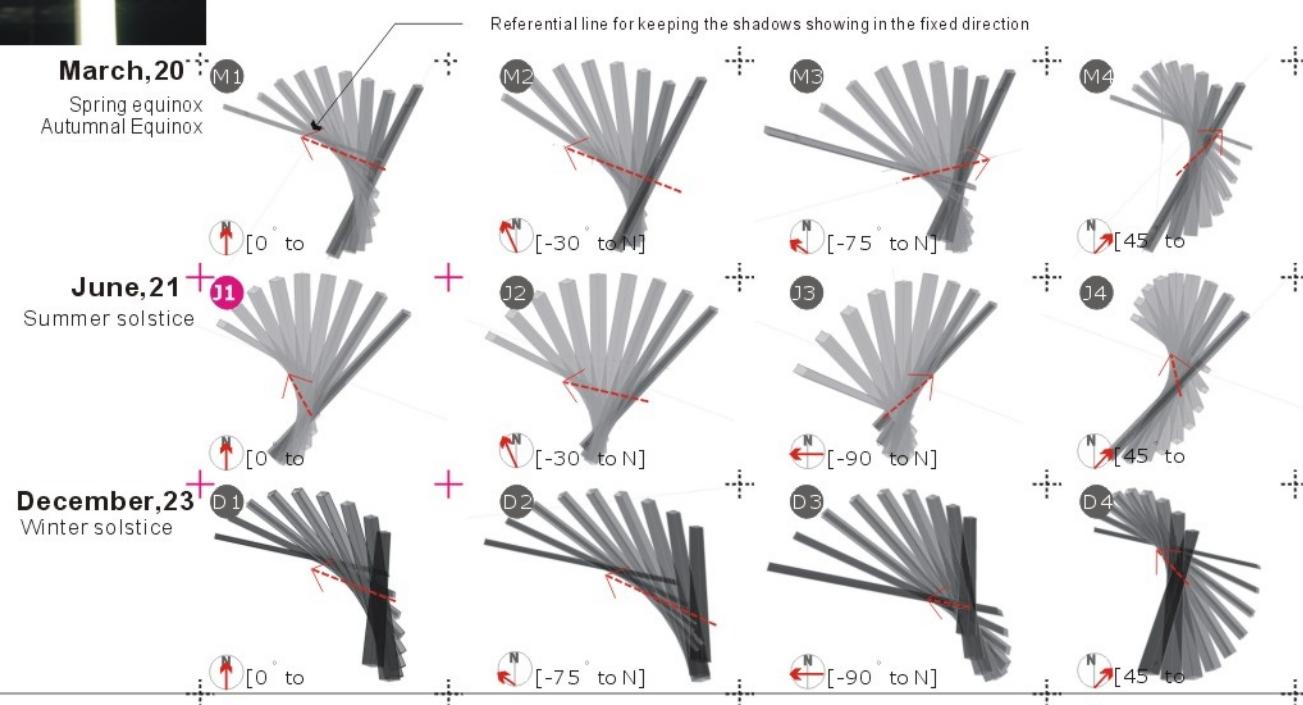 Referential line for keeping the shadows showing in the fixed direction
March,20
Spring equinox
Autumnal Equinox
M1
N
[0° to
M2
N
[-30° to N]
M3
N
[-75° to N]
M4
N
[45° to
June,21
Summer solstice
J1
N
[0° to
J2
N
[-30° to N]
J3
N
[-90° to N]
J4
N
[45° to
December,23
Winter solstice
D1
N
[0° to
D2
N
[-75° to N]
D3
N
[-90° to N]
D4
N
[45° to